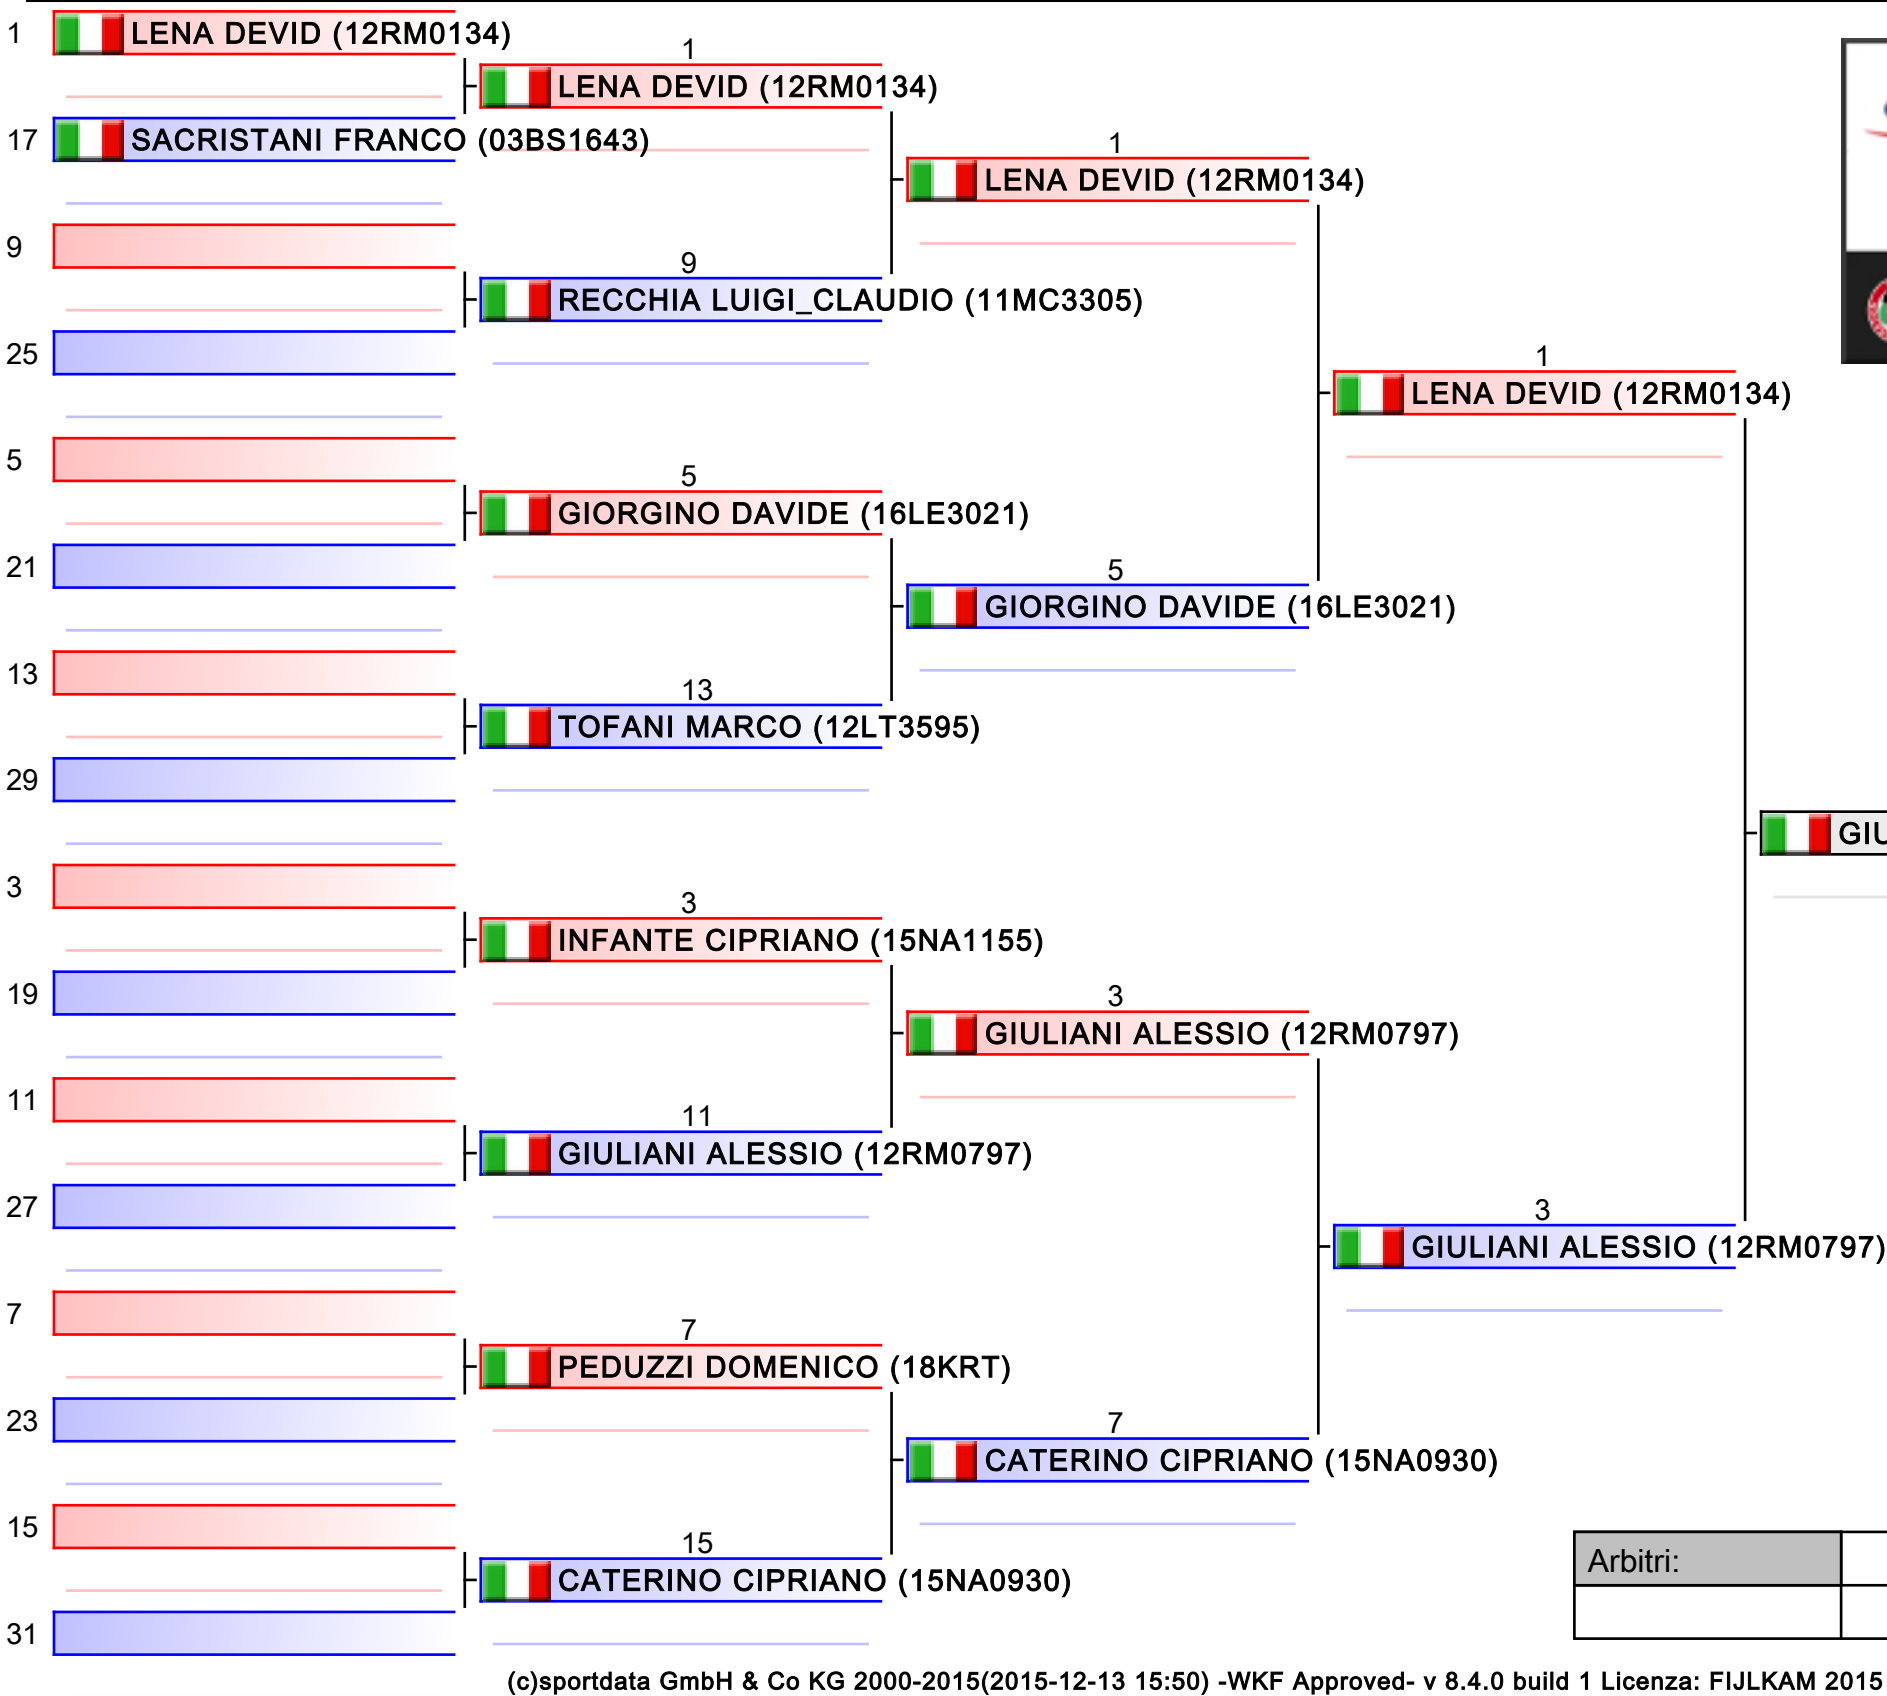 1 LENA DEVID (12RM0134)
1
LENA DEVID (12RM0134)
17 SACRISTANI FRANCO (03BS1643)
1
LENA DEVID (12RM0134)
9
9
RECCHIA LUIGI_CLAUDIO (11MC3305)
25
1
LENA DEVID (12RM0134)
5
5
GIORGINO DAVIDE (16LE3021)
21
5
GIORGINO DAVIDE (16LE3021)
13
13
TOFANI MARCO (12LT3595)
29
GIU
3
3
INFANTE CIPRIANO (15NA1155)
19
3
GIULIANI ALESSIO (12RM0797)
11
11
GIULIANI ALESSIO (12RM0797)
27
3
GIULIANI ALESSIO (12RM0797)
7
7
PEDUZZI DOMENICO (18KRT)
23
7
CATERINO CIPRIANO (15NA0930)
15
15
CATERINO CIPRIANO (15NA0930)
Arbitri:
31
(c)sportdata GmbH & Co KG 2000-2015(2015-12-13 15:50) -WKF Approved- v 8.4.0 build 1 Licenza: FIJLKAM 2015